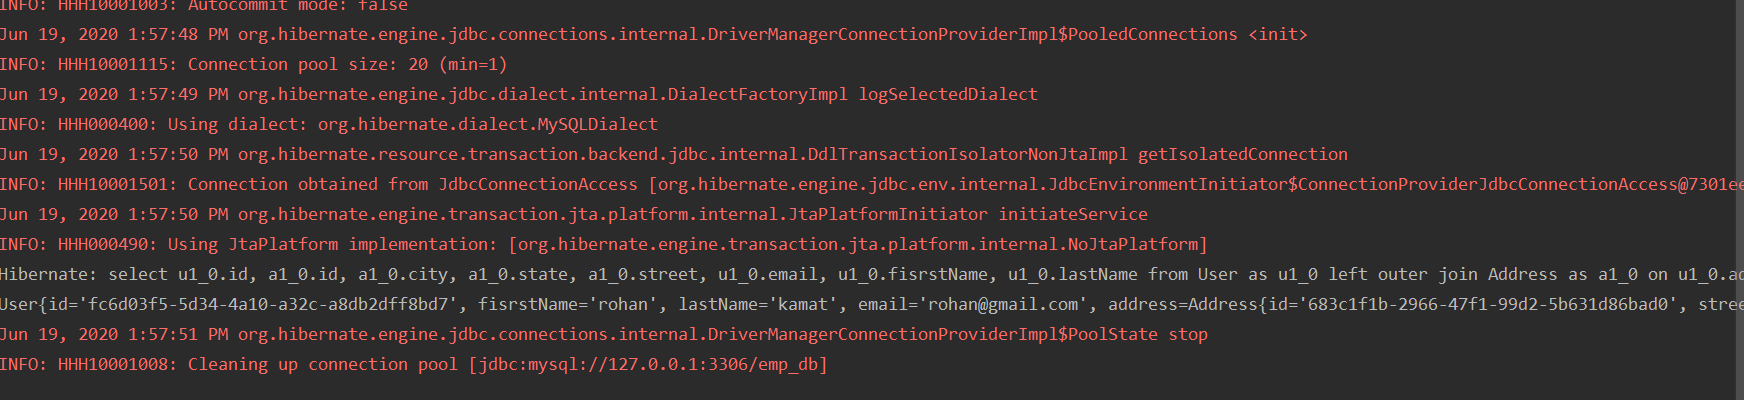 INFO: HHH10001003: Autocommit mode: false
Jun 19, 2020 1:57:48 PM org.hibernate.engine.jdbc.connections.internal.DriverManagerConnectionProviderImpl$PooledConnections <init>
INFO: HHH10001115: Connection pool size: 20 (min=1)
Jun 19, 2020 1:57:49 PM org.hibernate.engine.jdbc.dialect.internal.DialectFactoryImpl logSelectedDialect
INFO: HHH000400: Using dialect: org.hibernate.dialect.MySQLDialect
Jun 19, 2020 1:57:50 PM org.hibernate.resource.transaction.backend.jdbc.internal.DdlTransactionIsolatorNonJtaImpl getIsolatedConnection
INFO: HHH10001501: Connection obtained from JdbcConnectionAccess [org.hibernate.engine.jdbc.env.internal.JdbcEnvironmentInitiator$ConnectionProviderJdbcConnectionAccess@7301ee
Jun 19, 2020 1:57:50 PM org.hibernate.engine.transaction.jta.platform.internal.JtaPlatformInitiator initiateService
INFO: HHH000490: Using JtaPlatform implementation: [org.hibernate.engine.transaction.jta.platform.internal.NoJtaPlatform]
Hibernate: select u1_0.id, a1_0.id, a1_0.city, a1_0.state, a1_0.street, u1_0.email, u1_0.fisrstName, u1_0.lastName from User as u1_0 left outer join Address as a1_0 on u1_0.ad
User{id='fc6d03f5-5d34-4a10-a32c-a8db2dff8bd7', fisrstName='rohan', lastName='kamat', email='rohan@gmail.com', address=Address{id='683c1f1b-2966-47f1-99d2-5b631d86bad0', stree
Jun 19, 2020 1:57:51 PM org.hibernate.engine.jdbc.connections.internal.DriverManagerConnectionProviderImpl$PoolState stop
INFO: HHH10001008: Cleaning up connection pool [jdbc:mysql://127.0.0.1:3306/emp_db]